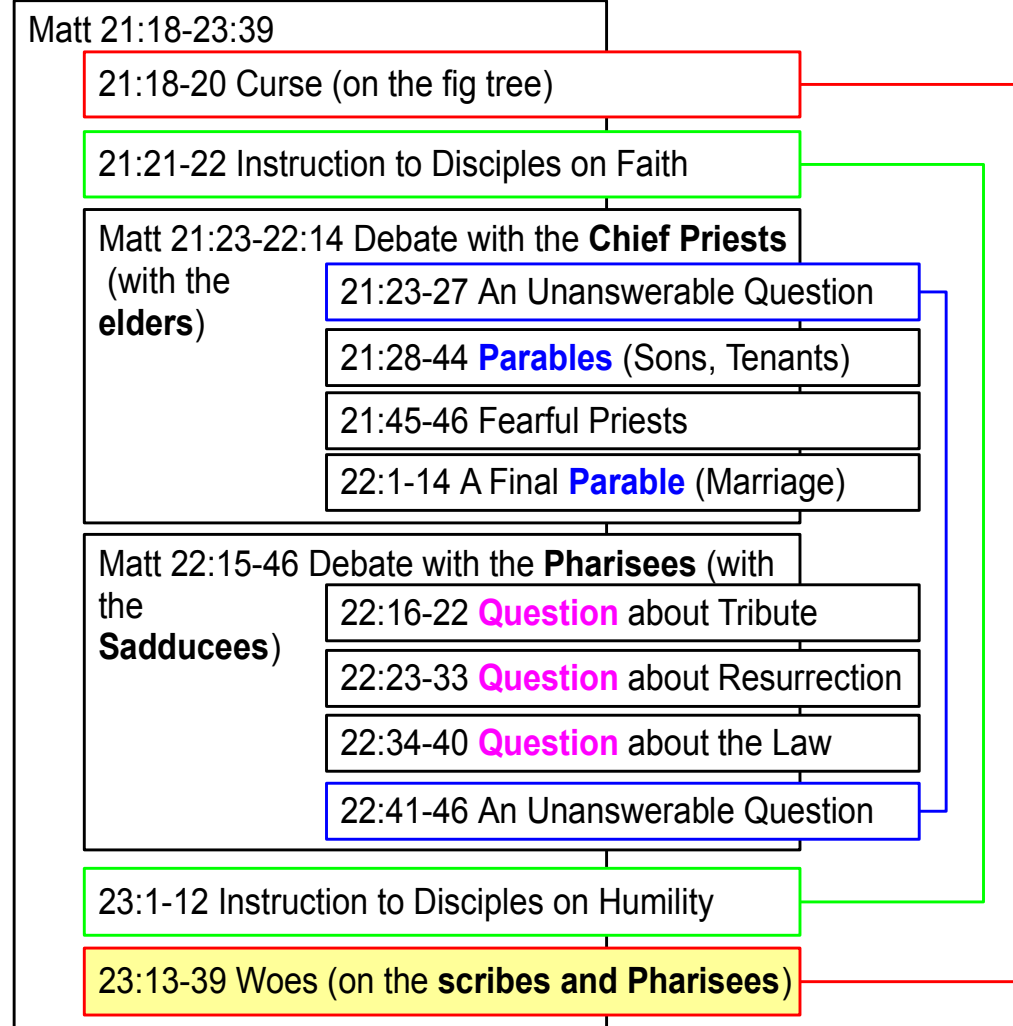 Matt 21:18-23:39
21:18-20 Curse (on the fig tree)
21:21-22 Instruction to Disciples on Faith
Matt 21:23-22:14 Debate with the Chief Priests
(with the
elders)
21:23-27 An Unanswerable Question
21:28-44 Parables (Sons, Tenants)
21:45-46 Fearful Priests
22:1-14 A Final Parable (Marriage)
Matt 22:15-46 Debate with the Pharisees (with
the
Sadducees)
22:16-22 Question about Tribute
22:23-33 Question about Resurrection
22:34-40 Question about the Law
22:41-46 An Unanswerable Question
23:1-12 Instruction to Disciples on Humility
23:13-39 Woes (on the scribes and Pharisees)